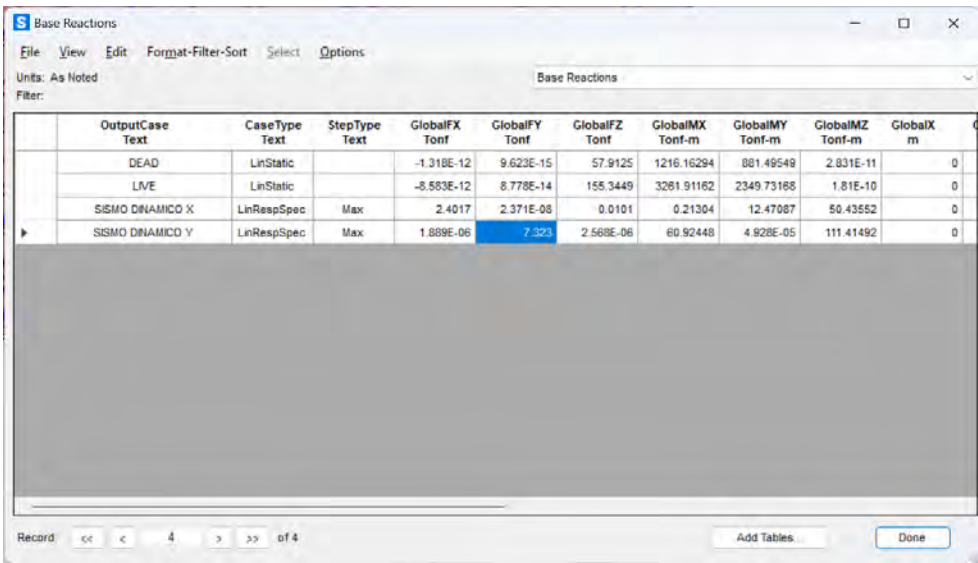 S Base Reactions
File View Edit Format-Filter-Sort Select Options
Units: As Noted Base Reactions
Filter:
OutputCase CaseType StepType GlobalFX GlobalFY GlobalFZ GlobalMX GlobalMY GlobalMZ GlobalX
Text Text Text Tonf Tonf Tonf Tonf-m Tonf-m Tonf-m m
DEAD LinStatic -1.318E-12 9.623E-15 57.9125 1216.16294 881.49549 2.831E-11 0
LIVE LinStatic -8.583E-12 8.778E-14 155.3449 3261.91162 2349.73168 1.81E-10 0
SISMO DINAMICO X LinRespSpec Max 2.4017 2.371E-08 0.0101 0.21304 12.47087 50.43552 0
SISMO DINAMICO Y LinRespSpec Max 1.889E-06 7.323 2.568E-06 60.92448 4.928E-05 111.41492 0
Record << < 4 > >> of 4 Add Tables... Done